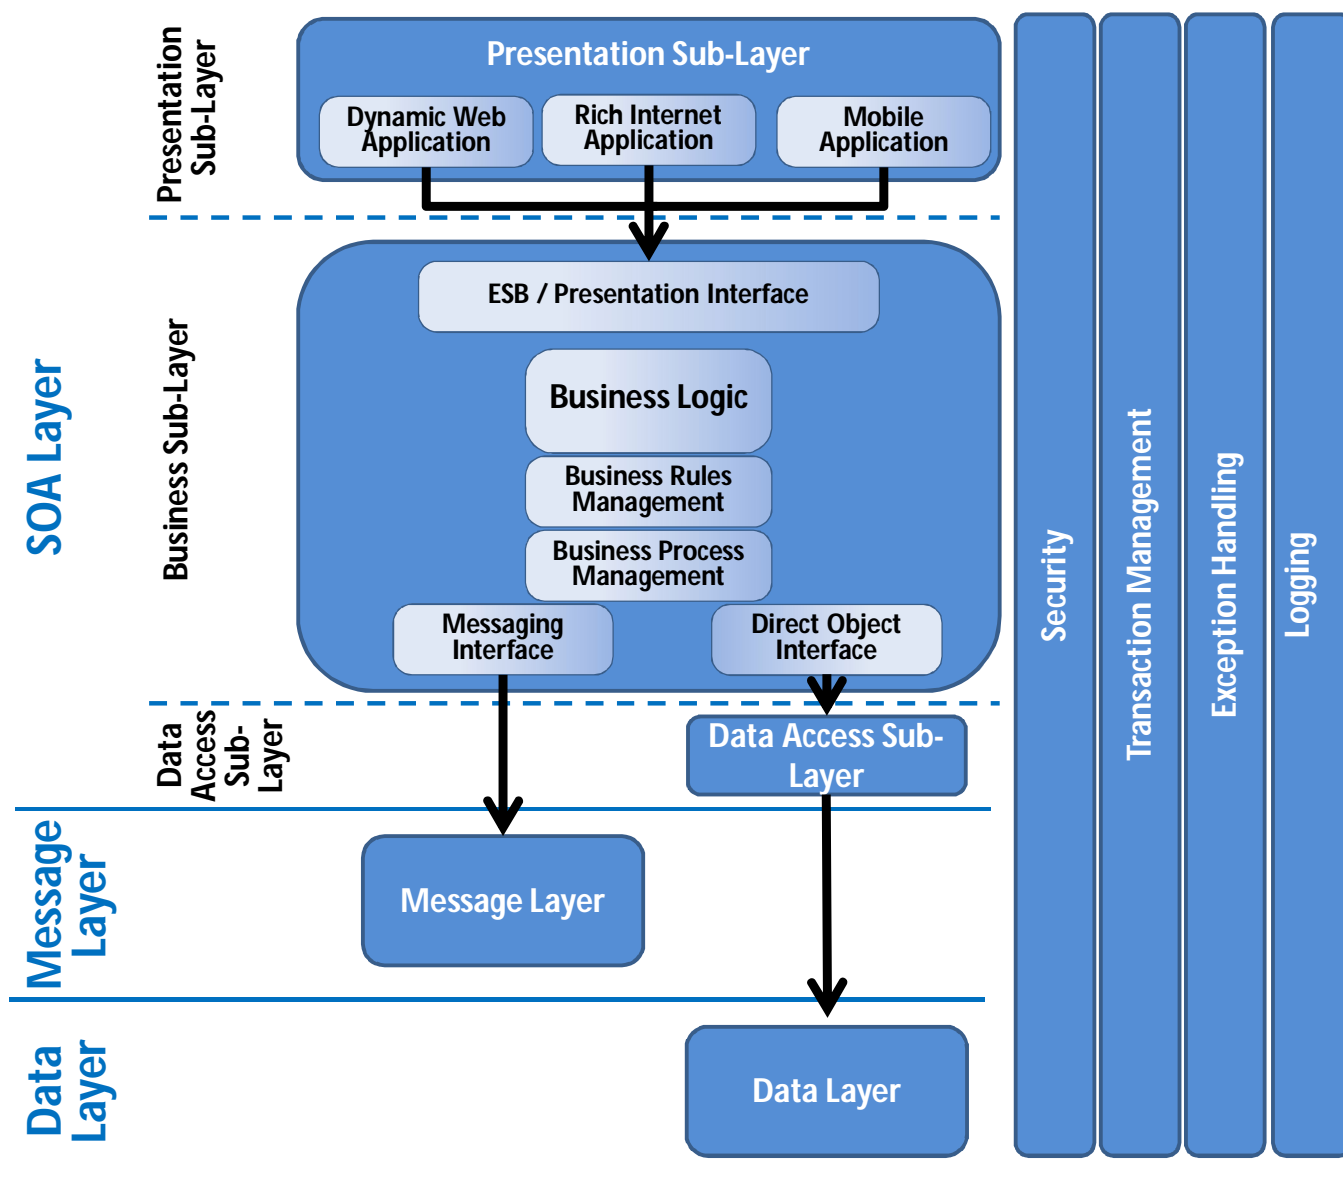 Presentation
Sub-Layer
Presentation Sub-Layer
Dynamic Web
Application
Rich Internet
Application
Mobile
Application
SOA Layer
Business Sub-Layer
ESB / Presentation Interface
Business Logic
Business Rules
Management
Business Process
Management
Messaging
Interface
Direct Object
Interface
Data
Access
Sub-
Layer
Data Access Sub-
Layer
Message
Layer
Message Layer
Data
Layer
Data Layer
Security
Transaction Management
Exception Handling
Logging